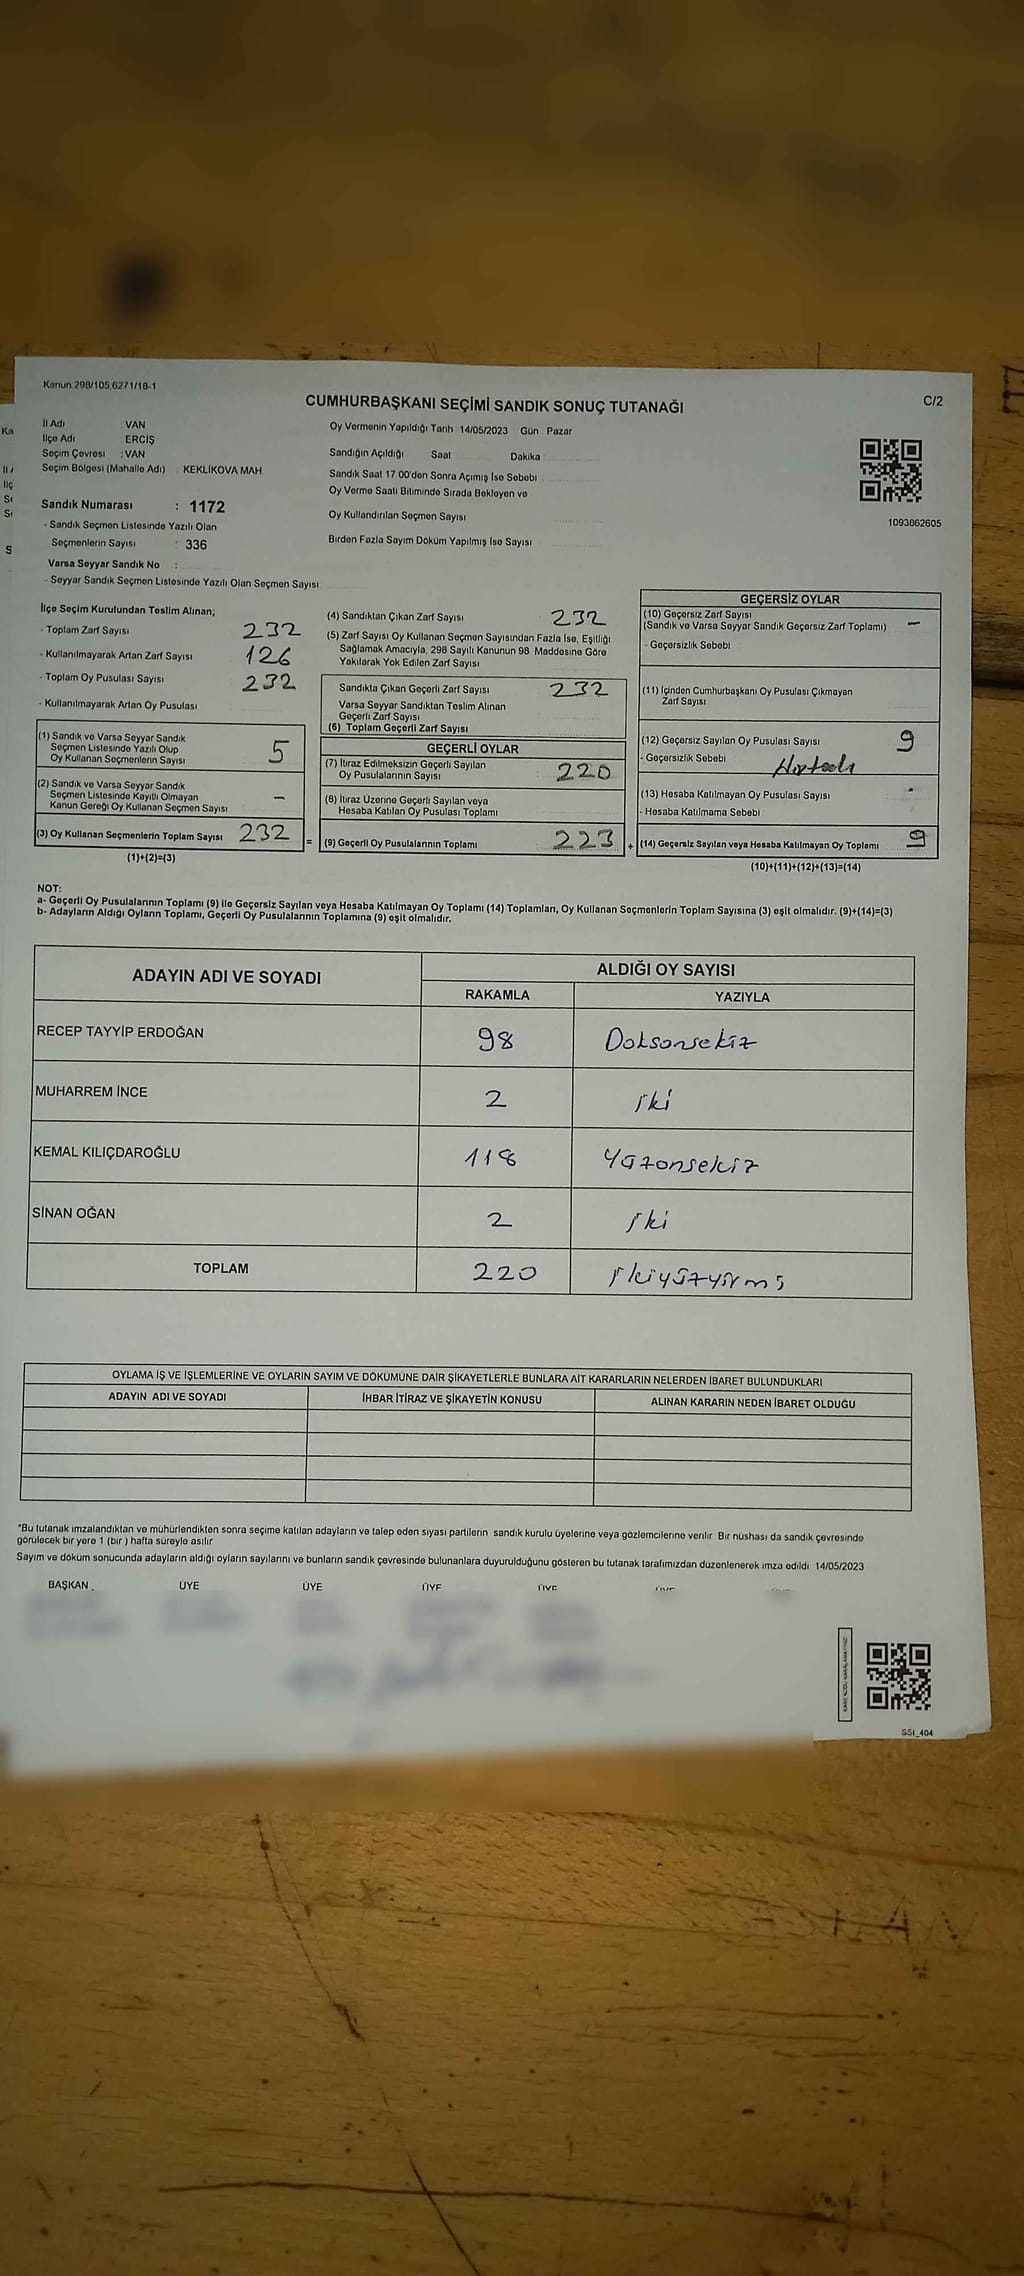 Kanun 298/105 6271/18-1
CUMHURBAŞKANI SEÇİMİ SANDIK SONUÇ TUTANAĞI
C/2
İl Adı VAN
İlçe Adı : ERCİŞ
Seçim Çevresi : VAN
Seçim Bölgesi (Mahalle Adı) : KEKLİKOVA MAH
Sandık Numarası : 1172
- Sandık Seçmen Listesinde Yazılı Olan
Seçmenlerin Sayısı : 336
Varsa Seyyar Sandık No :
- Seyyar Sandık Seçmen Listesinde Yazılı Olan Seçmen Sayısı
Oy Vermenin Yapıldığı Tarih 14/05/2023 Gün Pazar
Sandığın Açıldığı Saat Dakika
Sandık Saat 17 00'den Sonra Açımış İse Sebebi
Oy Verme Saati Bitiminde Sırada Bekleyen ve
Oy Kullandırılan Seçmen Sayısı
Birden Fazla Sayım Döküm Yapılmış İse Sayısı
1093862605
İlçe Seçim Kurulundan Teslim Alınan;
- Toplam Zarf Sayısı 232
- Kullanılmayarak Artan Zarf Sayısı 126
- Toplam Oy Pusulası Sayısı 232
- Kullanılmayarak Artan Oy Pusulası
(1) Sandık ve Varsa Seyyar Sandık
Seçmen Listesinde Yazılı Olup
Oy Kullanan Seçmenlerin Sayısı 5
(2) Sandık ve Varsa Seyyar Sandık
Seçmen Listesinde Kayıtlı Olmayan
Kanun Gereği Oy Kullanan Seçmen Sayısı -
(3) Oy Kullanan Seçmenlerin Toplam Sayısı 232 =
(1)+(2)=(3)
(4) Sandıktan Çıkan Zarf Sayısı 232
(5) Zarf Sayısı Oy Kullanan Seçmen Sayısından Fazla İse, Eşitliği
Sağlamak Amacıyla, 298 Sayılı Kanunun 98 Maddesine Göre
Yakılarak Yok Edilen Zarf Sayısı
Sandıkta Çıkan Geçerli Zarf Sayısı 232
Varsa Seyyar Sandıktan Teslim Alınan
Geçerli Zarf Sayısı
(6) Toplam Geçerli Zarf Sayısı
GEÇERLİ OYLAR
(7) İtiraz Edilmeksizin Geçerli Sayılan
Oy Pusulalarının Sayısı 220
(8) İtiraz Üzerine Geçerli Sayılan veya
Hesaba Katılan Oy Pusulası Toplamı
(9) Geçerli Oy Pusulalarının Toplamı 223 +
GEÇERSİZ OYLAR
(10) Geçersiz Zarf Sayısı
(Sandık ve Varsa Seyyar Sandık Geçersiz Zarf Toplamı) -
- Geçersizlik Sebebi
(11) İçinden Cumhurbaşkanı Oy Pusulası Çıkmayan
Zarf Sayısı
(12) Geçersiz Sayılan Oy Pusulası Sayısı 9
- Geçersizlik Sebebi
(13) Hesaba Katılmayan Oy Pusulası Sayısı -
- Hesaba Katılmama Sebebi
(14) Geçersiz Sayılan veya Hesaba Katılmayan Oy Toplamı 9
(10)+(11)+(12)+(13)=(14)
NOT:
a- Geçerli Oy Pusulalarının Toplamı (9) ile Geçersiz Sayılan veya Hesaba Katılmayan Oy Toplamı (14) Toplamları, Oy Kullanan Seçmenlerin Toplam Sayısına (3) eşit olmalıdır. (9)+(14)=(3)
b- Adayların Aldığı Oyların Toplamı, Geçerli Oy Pusulalarının Toplamına (9) eşit olmalıdır.
ADAYIN ADI VE SOYADI ALDIĞI OY SAYISI
RAKAMLA YAZIYLA
RECEP TAYYİP ERDOĞAN 98 Doksansekiz
MUHARREM İNCE 2 iki
KEMAL KILIÇDAROĞLU 118 Yüzonsekiz
SİNAN OĞAN 2 iki
TOPLAM 220 ikiyüzyirmi
OYLAMA İŞ VE İŞLEMLERİNE VE OYLARIN SAYIM VE DÖKÜMÜNE DAİR ŞİKAYETLERLE BUNLARA AİT KARARLARIN NELERDEN İBARET BULUNDUKLARI
ADAYIN ADI VE SOYADI İHBAR İTİRAZ VE ŞİKAYETİN KONUSU ALINAN KARARIN NEDEN İBARET OLDUĞU
*Bu tutanak imzalandıktan ve mühürlendikten sonra seçime katılan adayların ve talep eden siyasi partilerin sandık kurulu üyelerine veya gözlemcilerine verilir Bir nüshası da sandık çevresinde
görülecek bir yere 1 (bir ) hafta süreyle asılır
Sayım ve döküm sonucunda adayların aldığı oyların sayılarını ve bunların sandık çevresinde bulunanlara duyurulduğunu gösteren bu tutanak tarafımızdan düzenlenerek imza edildi 14/05/2023
BAŞKAN ÜYE ÜYE ÜYE ÜYE
SSI_404